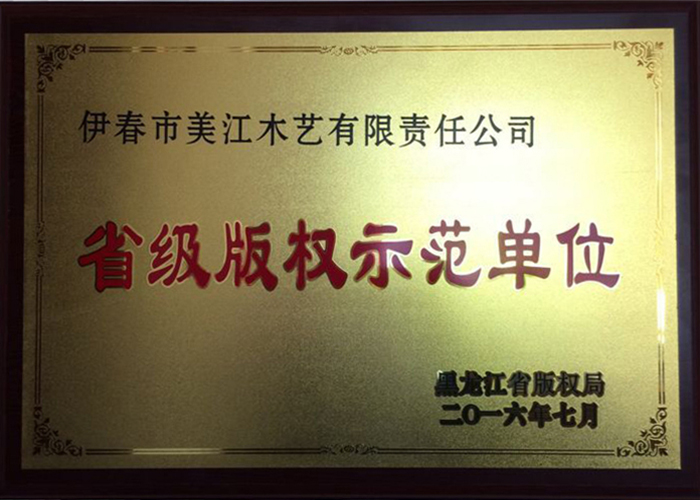 伊春市美江木艺有限责任公司
省级版权示范单位
黑龙江省版权局
二〇一六年七月